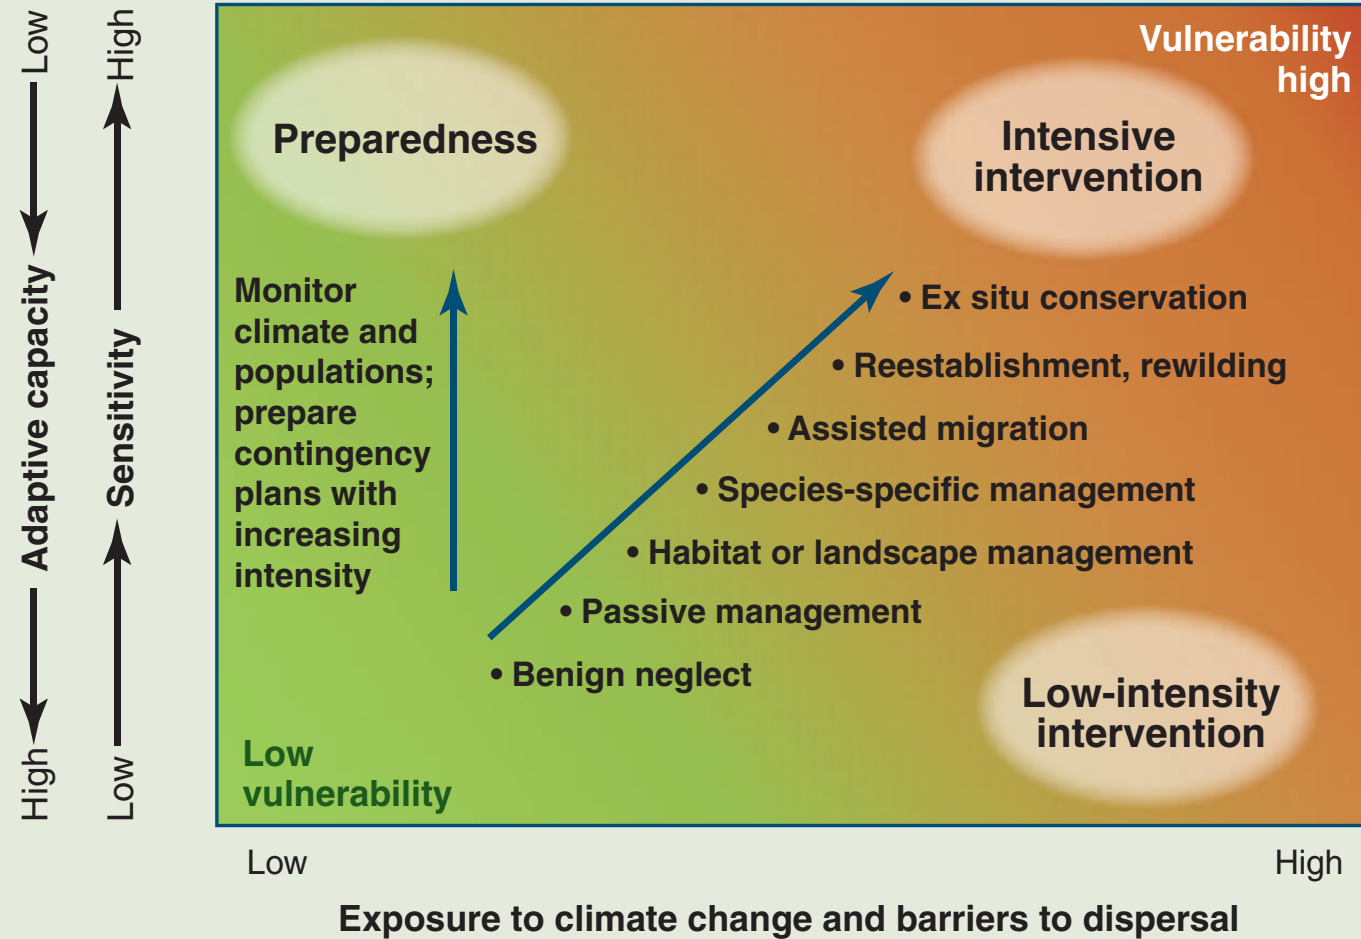 Low
Adaptive capacity
High
High
Sensitivity
Low
Vulnerability
high
Preparedness
Intensive
intervention
Monitor
climate and
populations;
prepare
contingency
plans with
increasing
intensity
• Ex situ conservation
• Reestablishment, rewilding
• Assisted migration
• Species-specific management
• Habitat or landscape management
• Passive management
• Benign neglect
Low-intensity
intervention
Low
vulnerability
Low
High
Exposure to climate change and barriers to dispersal